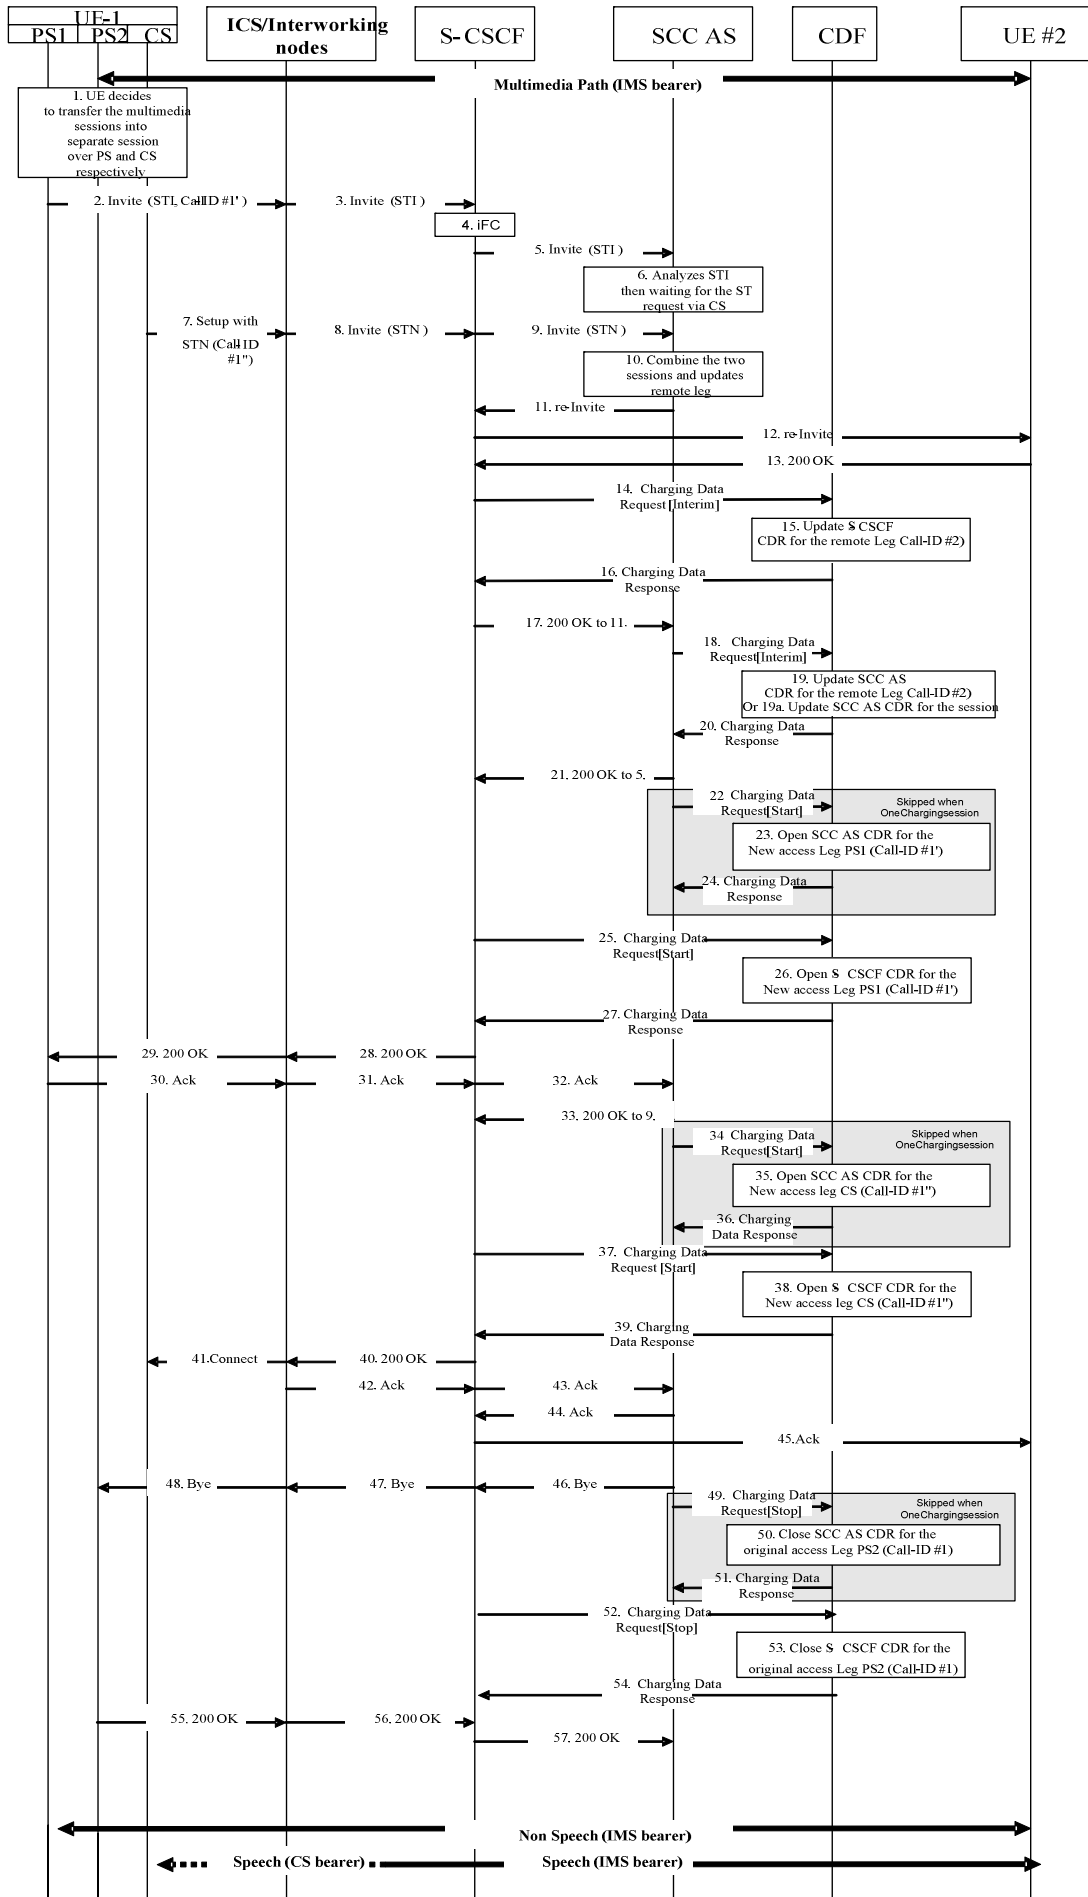 UE-1
PS1 PS2 CS
ICS/Interworking
nodes
S-CSCF
SCC AS
CDF
UE #2
Multimedia Path (IMS bearer)
1. UE decides
to transfer the multimedia
sessions into
separate session
over PS and CS
respectively
2. Invite (STI, Call-ID #1')
3. Invite (STI)
4. iFC
5. Invite (STI)
6. Analyzes STI
then waiting for the ST
request via CS
7. Setup with
STN (Call-ID
#1")
8. Invite (STN)
9. Invite (STN)
10. Combine the two
sessions and updates
remote leg
11. re-Invite
12. re-Invite
13. 200 OK
14. Charging Data
Request[Interim]
15. Update S CSCF
CDR for the remote Leg Call-ID #2)
16. Charging Data
Response
17. 200 OK to 11.
18. Charging Data
Request[Interim]
19. Update SCC AS
CDR for the remote Leg Call-ID #2)
Or 19a. Update SCC AS CDR for the session
20. Charging Data
Response
21. 200 OK to 5.
22 Charging Data
Request[Start]
Skipped when
OneChargingsession
23. Open SCC AS CDR for the
New access Leg PS1 (Call-ID #1')
24. Charging Data
Response
25. Charging Data
Request[Start]
26. Open S CSCF CDR for the
New access Leg PS1 (Call-ID #1')
27. Charging Data
Response
28. 200 OK
29. 200 OK
30. Ack
31. Ack
32. Ack
33. 200 OK to 9.
34 Charging Data
Request[Start]
Skipped when
OneChargingsession
35. Open SCC AS CDR for the
New access leg CS (Call-ID #1")
36. Charging
Data Response
37. Charging Data
Request [Start]
38. Open S CSCF CDR for the
New access leg CS (Call-ID #1")
39. Charging
Data Response
40. 200 OK
41.Connect
42. Ack
43. Ack
44. Ack
45.Ack
46. Bye
47. Bye
48. Bye
49. Charging Data
Request[Stop]
Skipped when
OneChargingsession
50. Close SCC AS CDR for the
original access Leg PS2 (Call-ID #1)
51. Charging Data
Response
52. Charging Data
Request[Stop]
53. Close S CSCF CDR for the
original access Leg PS2 (Call-ID #1)
54. Charging Data
Response
55. 200 OK
56. 200 OK
57. 200 OK
Non Speech (IMS bearer)
Speech (CS bearer)
Speech (IMS bearer)